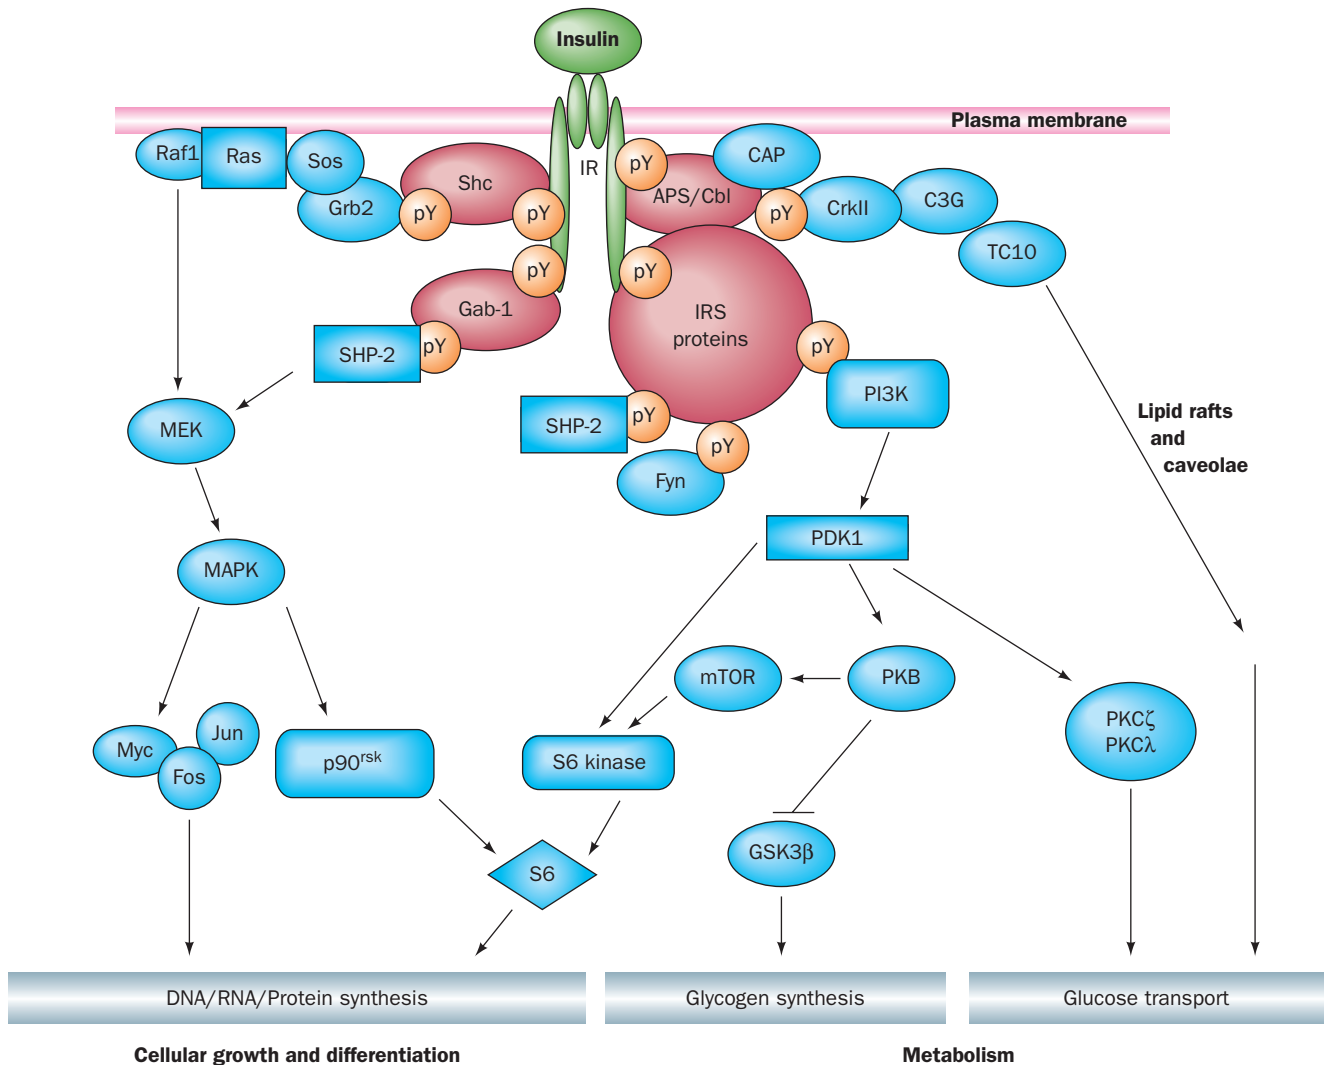 Insulin
Plasma membrane
Raf1
Ras
Sos
Grb2
pY
Shc
pY
IR
pY
APS/Cbl
CAP
pY
CrkII
C3G
TC10
pY
Gab-1
pY
SHP-2
pY
IRS
proteins
pY
PI3K
SHP-2
pY
pY
Fyn
Lipid rafts
and
caveolae
MEK
PDK1
MAPK
mTOR
PKB
PKCζ
PKCλ
Myc
Jun
Fos
p90rsk
S6 kinase
GSK3β
S6
DNA/RNA/Protein synthesis
Glycogen synthesis
Glucose transport
Cellular growth and differentiation
Metabolism